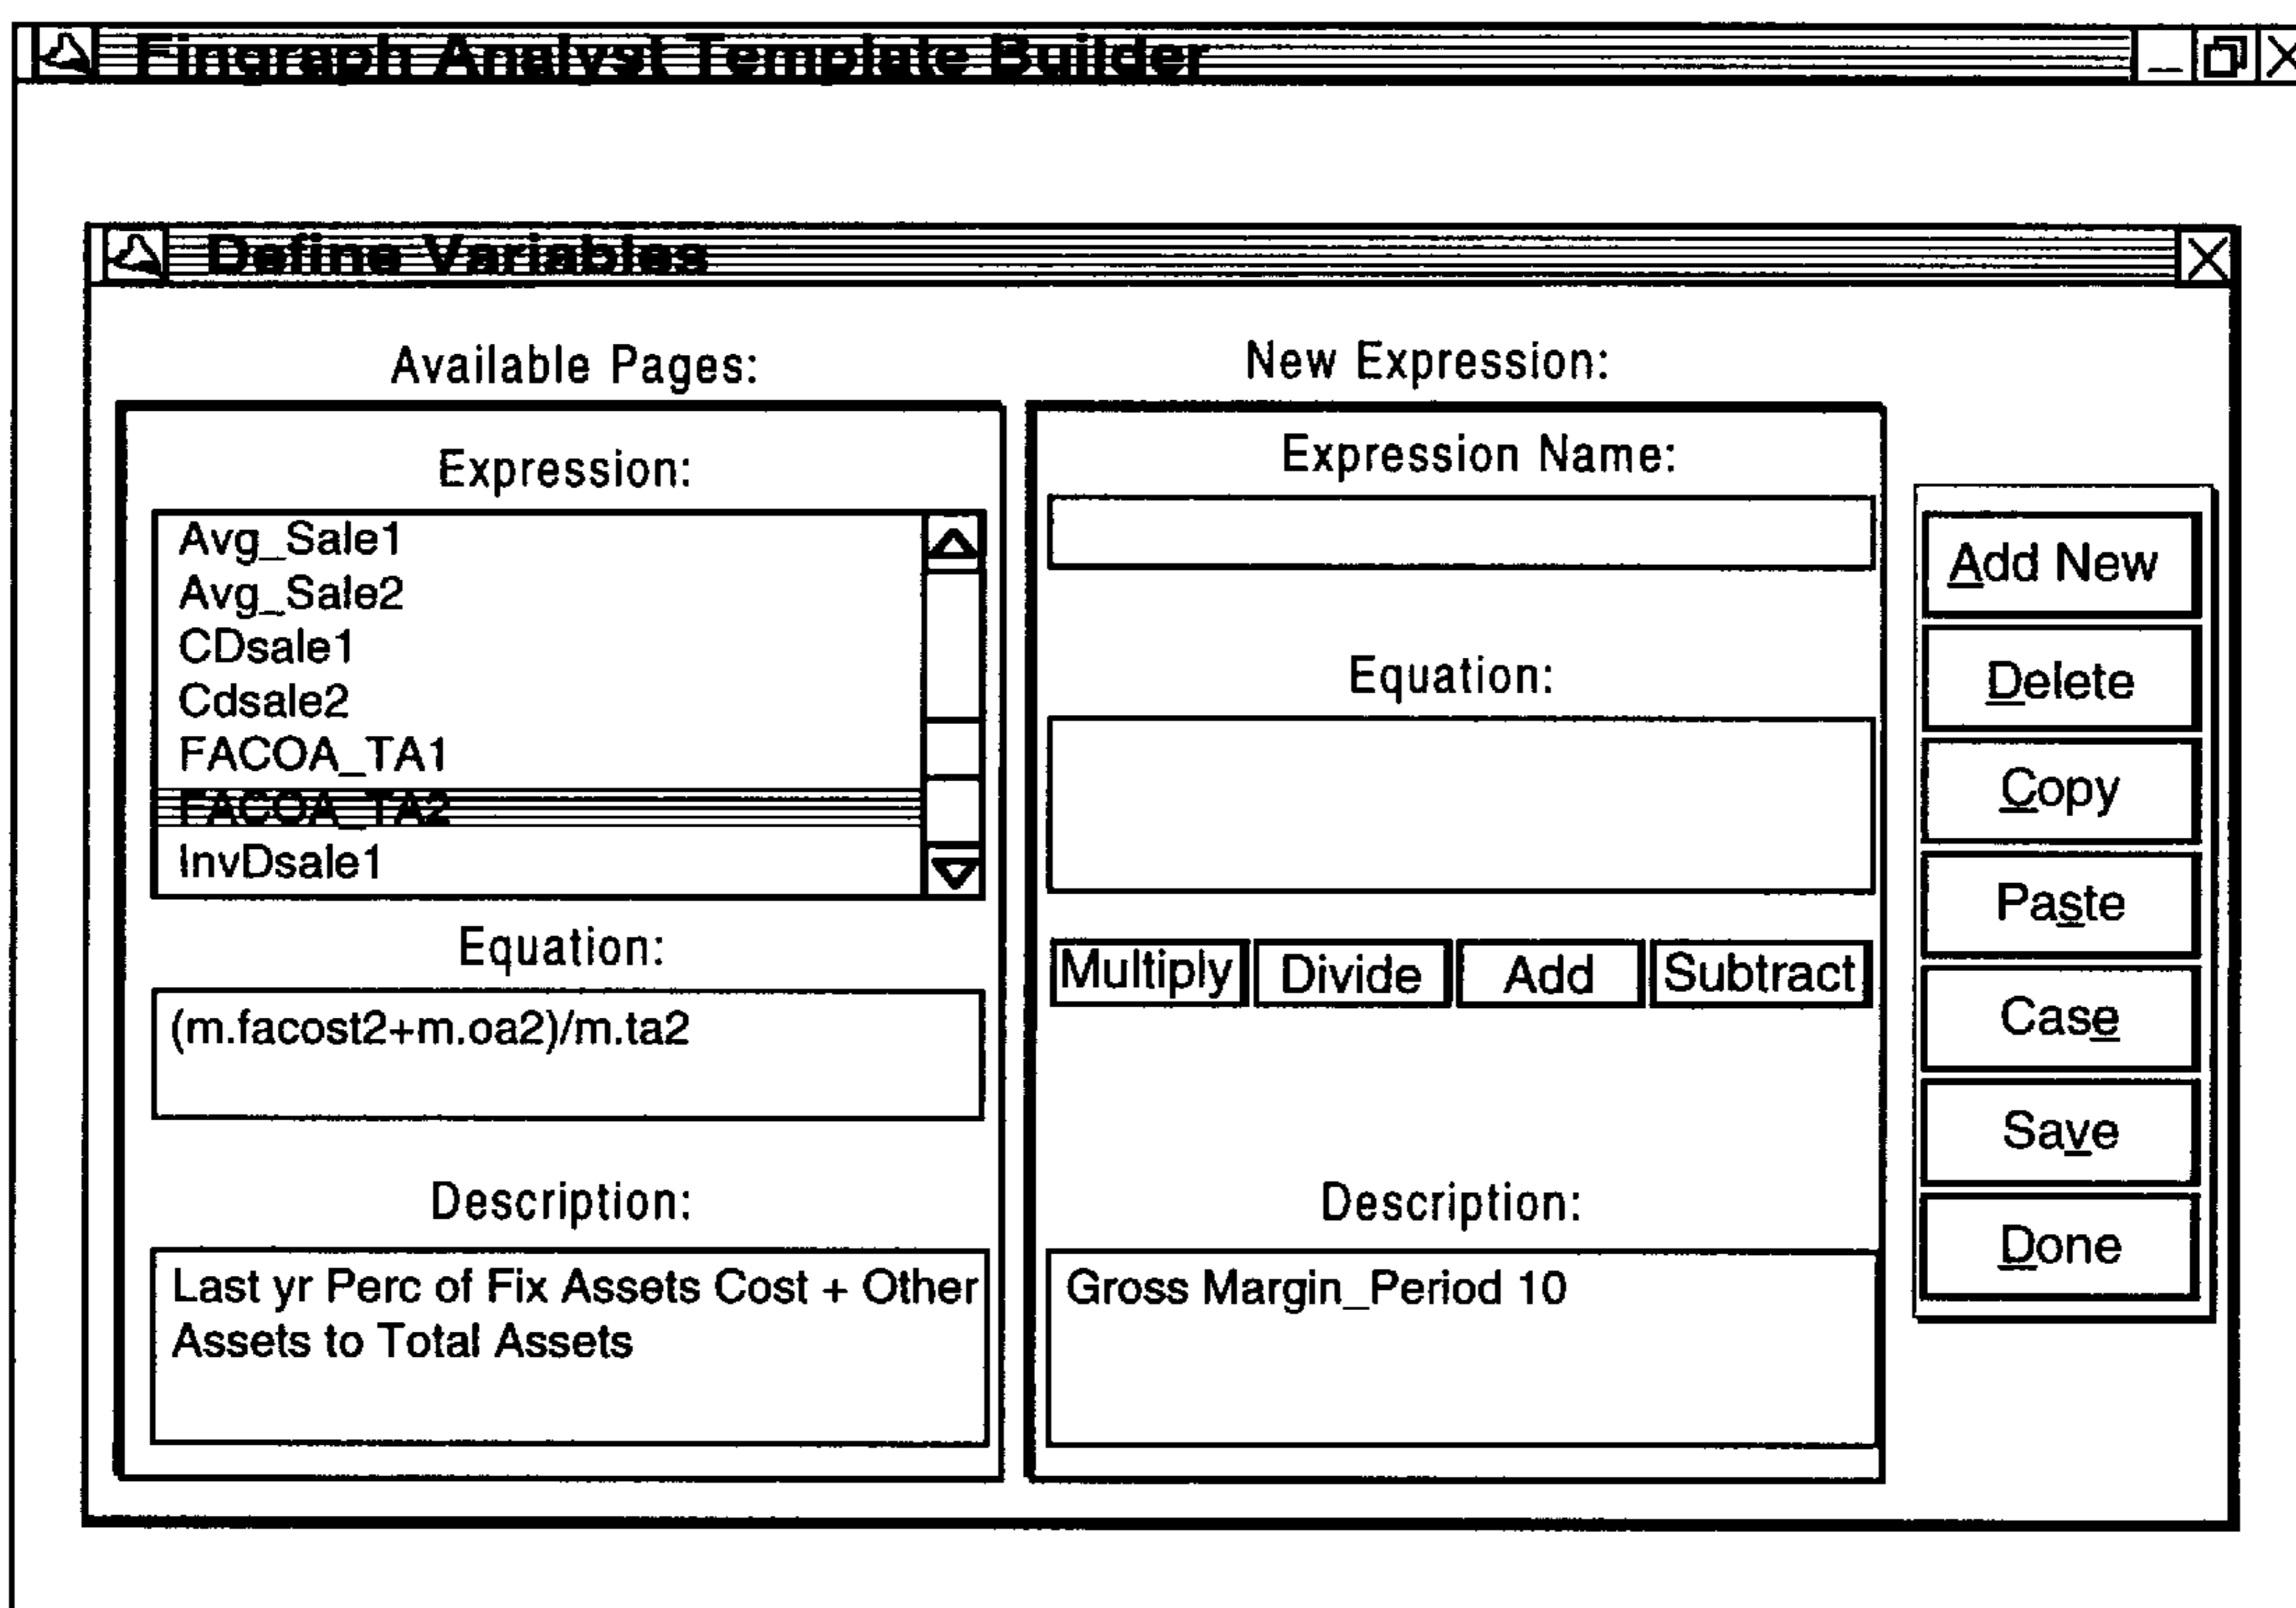 Fingraph Analyst Template Builder
Define Variables
Available Pages:
Expression:
Avg_Sale1
Avg_Sale2
CDsale1
Cdsale2
FACOA_TA1
FACOA_TA2
InvDsale1
Equation:
(m.facost2+m.oa2)/m.ta2
Description:
Last yr Perc of Fix Assets Cost + Other
Assets to Total Assets
New Expression:
Expression Name:
Equation:
Multiply Divide Add Subtract
Description:
Gross Margin_Period 10
Add New
Delete
Copy
Paste
Case
Save
Done